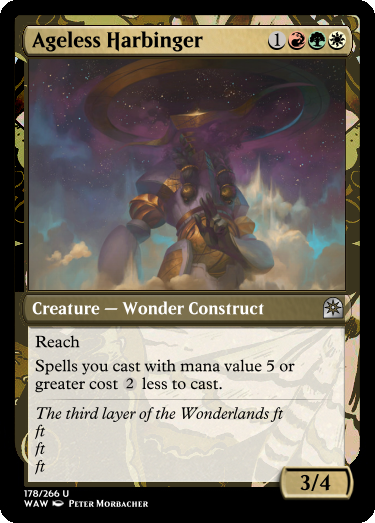 Ageless Harbinger 1
Creature — Wonder Construct
Reach
Spells you cast with mana value 5 or
greater cost 2 less to cast.
The third layer of the Wonderlands ft
ft
ft
ft
3/4
178/266 U
WAW Peter Morbacher